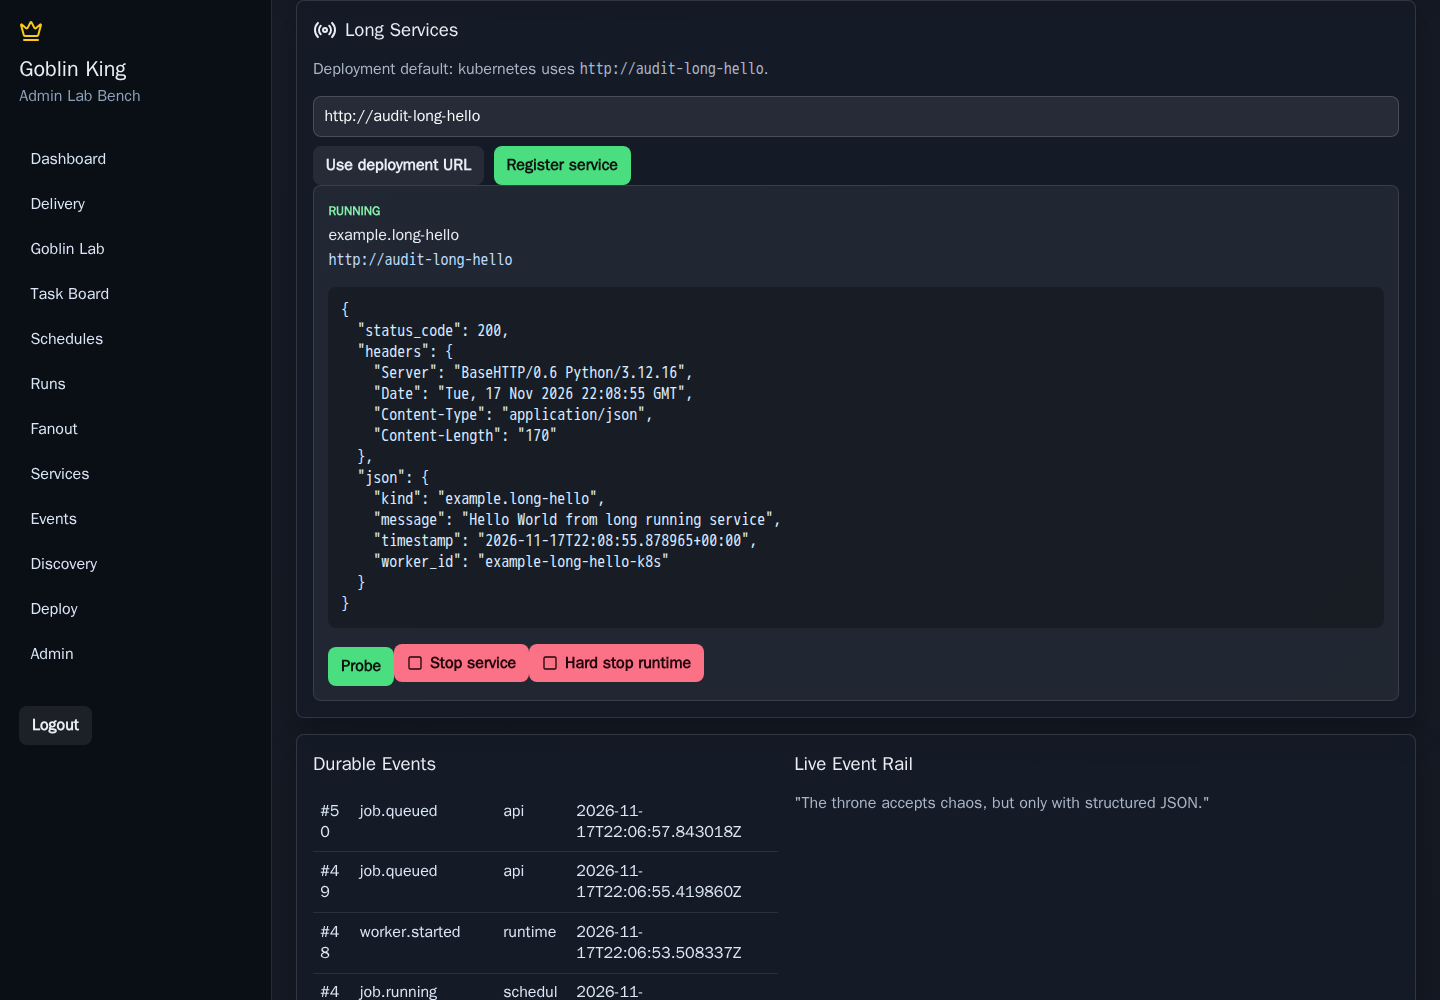 Goblin King
Admin Lab Bench
Dashboard
Delivery
Goblin Lab
Task Board
Schedules
Runs
Fanout
Services
Events
Discovery
Deploy
Admin
Logout
Long Services
Deployment default: kubernetes uses http://audit-long-hello.
http://audit-long-hello
Use deployment URL
Register service
RUNNING
example.long-hello
http://audit-long-hello
{
  "status_code": 200,
  "headers": {
    "Server": "BaseHTTP/0.6 Python/3.12.16",
    "Date": "Tue, 17 Nov 2026 22:08:55 GMT",
    "Content-Type": "application/json",
    "Content-Length": "170"
  },
  "json": {
    "kind": "example.long-hello",
    "message": "Hello World from long running service",
    "timestamp": "2026-11-17T22:08:55.878965+00:00",
    "worker_id": "example-long-hello-k8s"
  }
}
Probe
Stop service
Hard stop runtime
Durable Events
#5 job.queued api 2026-11-
0 17T22:06:57.843018Z
#4 job.queued api 2026-11-
9 17T22:06:55.419860Z
#4 worker.started runtime 2026-11-
8 17T22:06:53.508337Z
#4 job.running schedul 2026-11-
Live Event Rail
"The throne accepts chaos, but only with structured JSON."